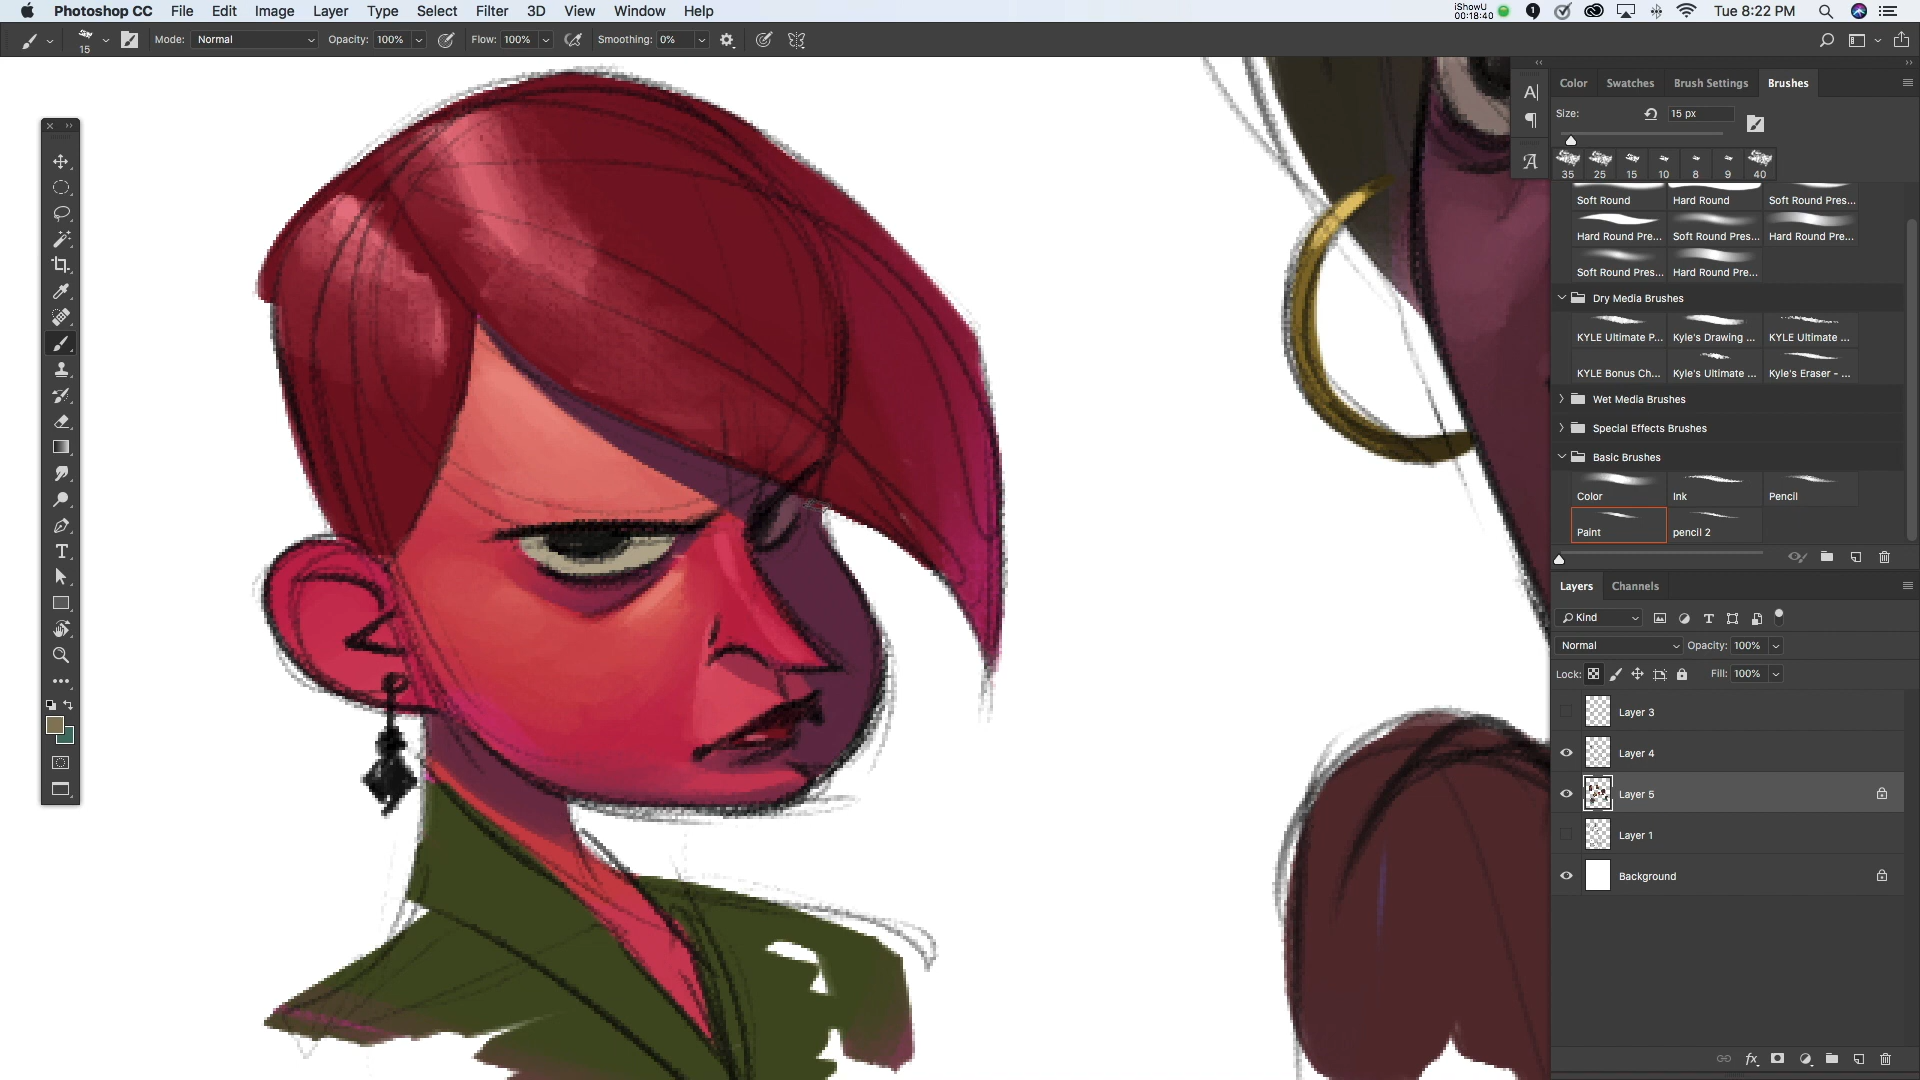 Photoshop CC File Edit Image Layer Type Select Filter 3D View Window Help iShowU 00:18:40 1 Tue 8:22 PM
15 Mode: Normal Opacity: 100% Flow: 100% Smoothing: 0%
Color Swatches Brush Settings Brushes
Size: 15 px
35 25 15 10 8 9 40
Soft Round Hard Round Soft Round Pres...
Hard Round Pre... Soft Round Pres... Hard Round Pre...
Soft Round Pres... Hard Round Pre...
Dry Media Brushes
KYLE Ultimate P... Kyle's Drawing ... KYLE Ultimate ...
KYLE Bonus Ch... Kyle's Ultimate ... Kyle's Eraser - ...
Wet Media Brushes
Special Effects Brushes
Basic Brushes
Color Ink Pencil
Paint pencil 2
Layers Channels
Kind
Normal Opacity: 100%
Lock: Fill: 100%
Layer 3
Layer 4
Layer 5
Layer 1
Background